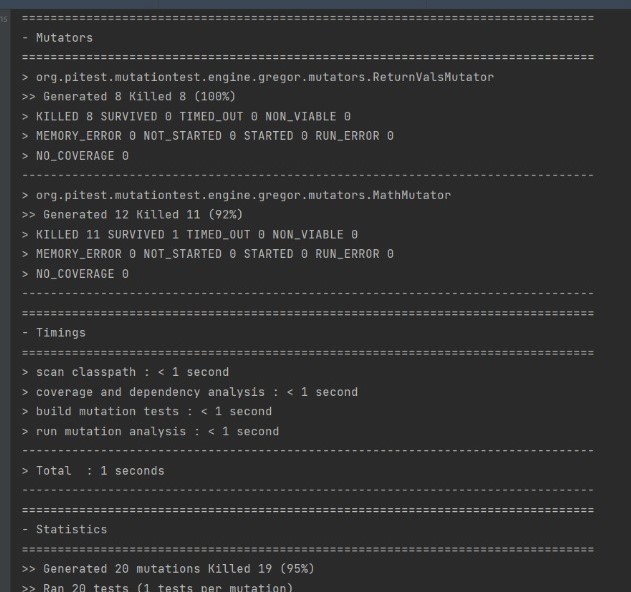 ns
================================================================================
- Mutators
================================================================================
> org.pitest.mutationtest.engine.gregor.mutators.ReturnValsMutator
>> Generated 8 Killed 8 (100%)
> KILLED 8 SURVIVED 0 TIMED_OUT 0 NON_VIABLE 0
> MEMORY_ERROR 0 NOT_STARTED 0 STARTED 0 RUN_ERROR 0
> NO_COVERAGE 0
--------------------------------------------------------------------------------
> org.pitest.mutationtest.engine.gregor.mutators.MathMutator
>> Generated 12 Killed 11 (92%)
> KILLED 11 SURVIVED 1 TIMED_OUT 0 NON_VIABLE 0
> MEMORY_ERROR 0 NOT_STARTED 0 STARTED 0 RUN_ERROR 0
> NO_COVERAGE 0
--------------------------------------------------------------------------------
================================================================================
- Timings
================================================================================
> scan classpath : < 1 second
> coverage and dependency analysis : < 1 second
> build mutation tests : < 1 second
> run mutation analysis : < 1 second
--------------------------------------------------------------------------------
> Total  : 1 seconds
--------------------------------------------------------------------------------
================================================================================
- Statistics
================================================================================
>> Generated 20 mutations Killed 19 (95%)
>> Ran 20 tests (1 tests per mutation)